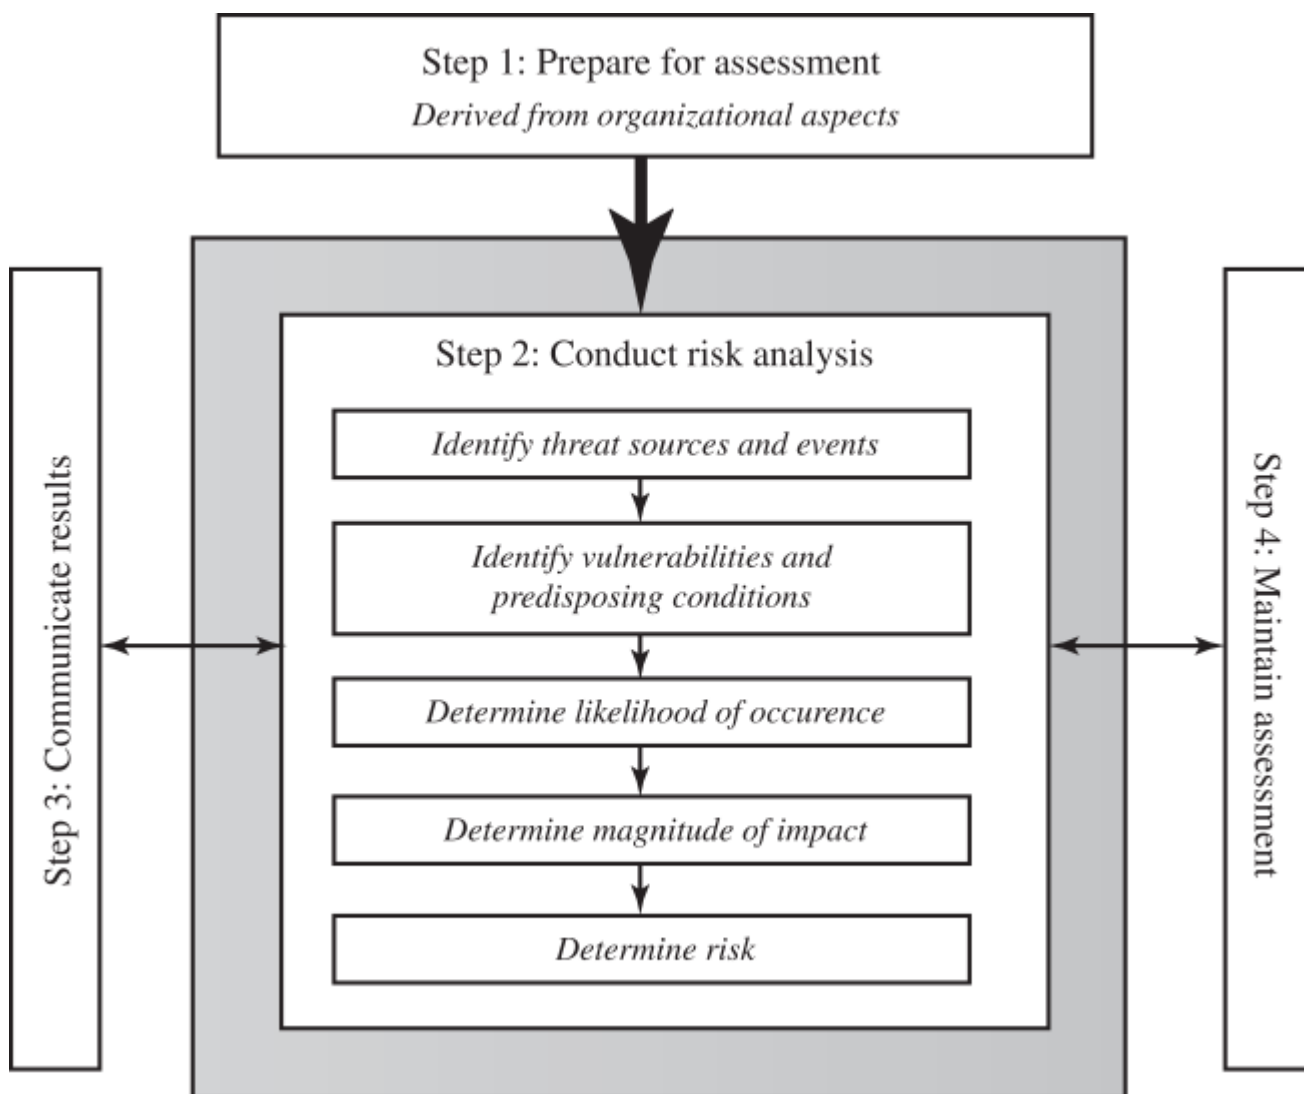 Step 1: Prepare for assessment
Derived from organizational aspects
Step 2: Conduct risk analysis
Identify threat sources and events
Identify vulnerabilities and
predisposing conditions
Determine likelihood of occurence
Determine magnitude of impact
Determine risk
Step 3: Communicate results
Step 4: Maintain assessment